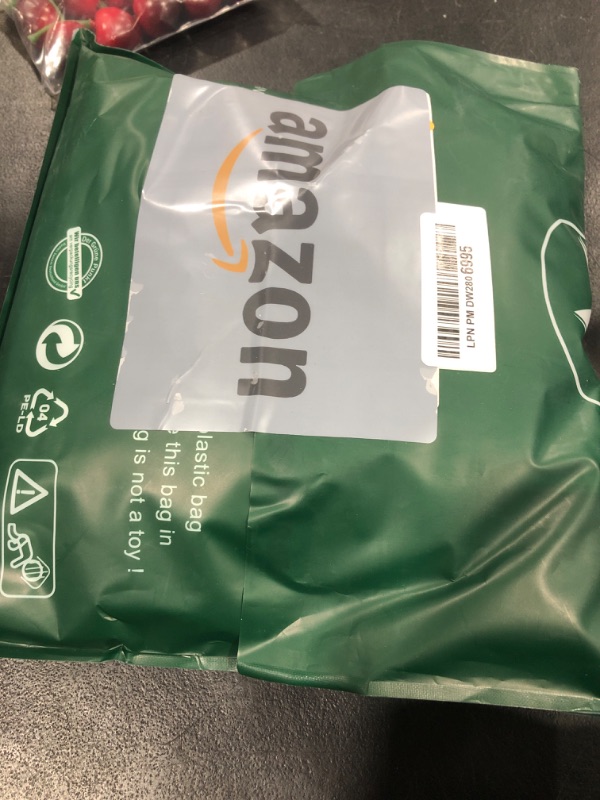 amazon
LPN PM DW280 6995
plastic bag
this bag in
g is not a toy !
04
PE-LD